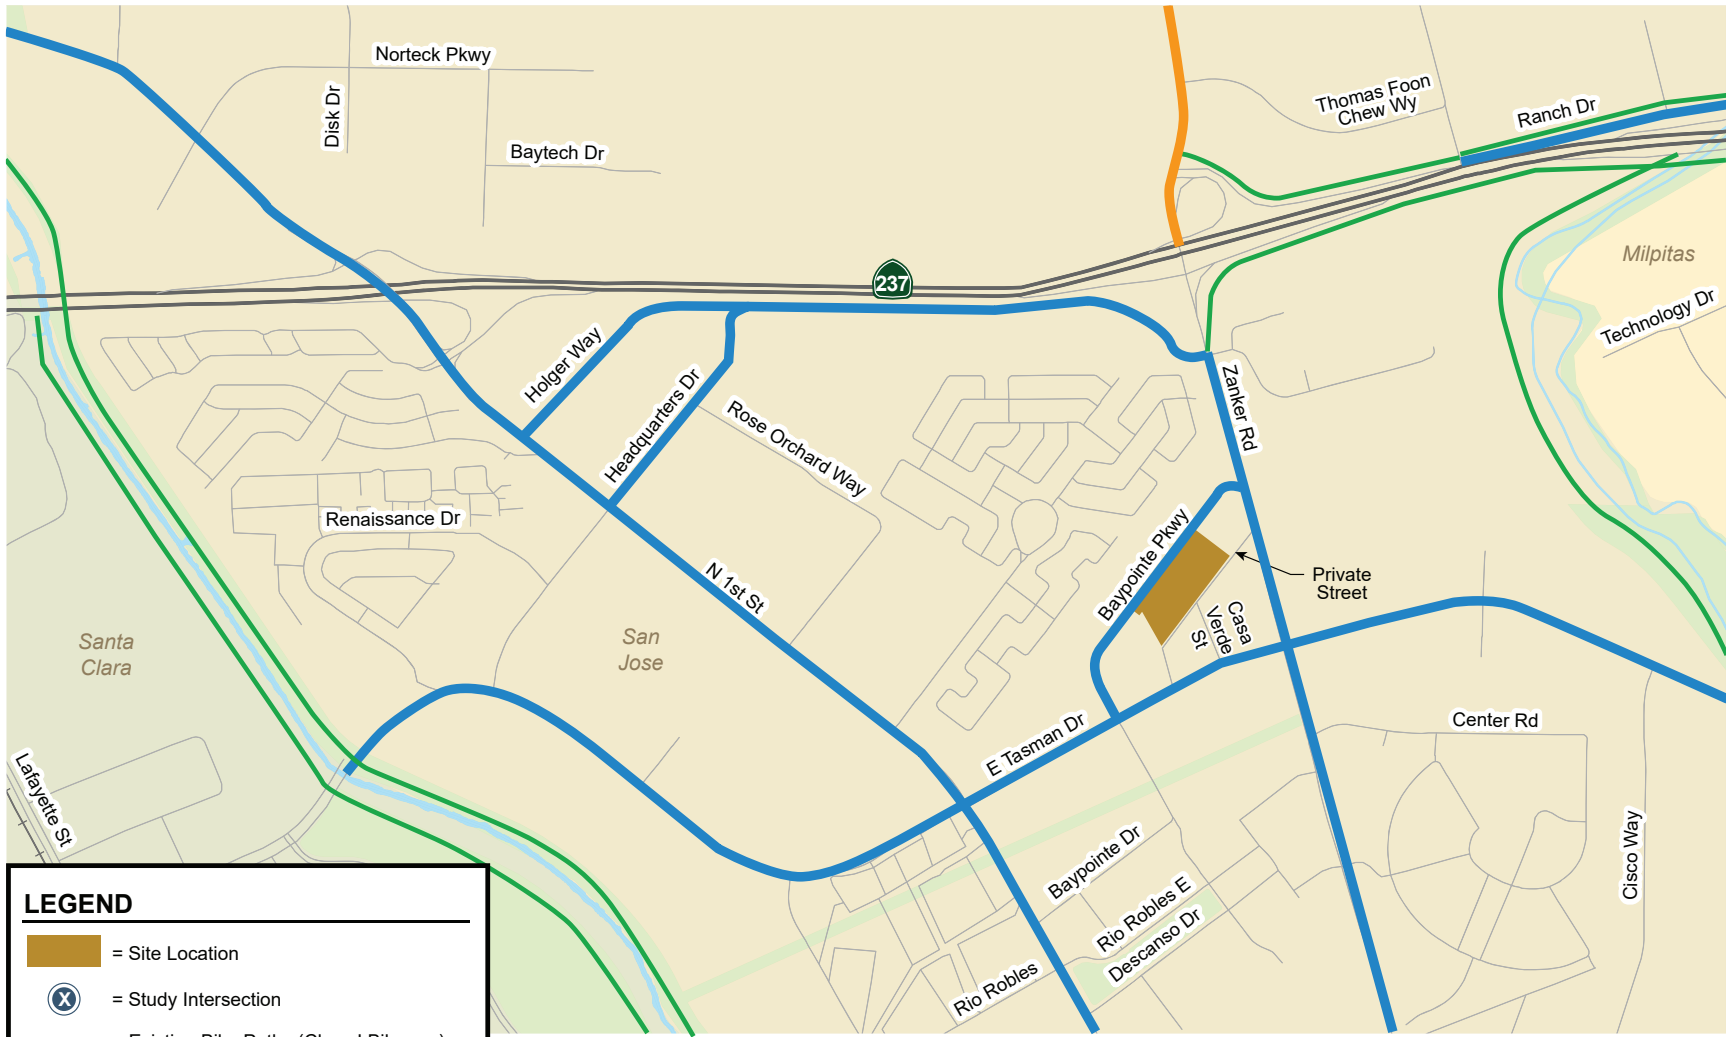 Norteck Pkwy
Disk Dr
Baytech Dr
Thomas Foon
Chew Wy
Ranch Dr
237
Milpitas
Technology Dr
Holger Way
Headquarters Dr
Rose Orchard Way
Zanker Rd
Renaissance Dr
N 1st St
Baypointe Pkwy
Private
Street
Casa
Verde
St
Santa
Clara
San
Jose
E Tasman Dr
Center Rd
Lafayette St
Baypointe Dr
Cisco Way
Rio Robles E
Descanso Dr
Rio Robles
LEGEND
= Site Location
X = Study Intersection